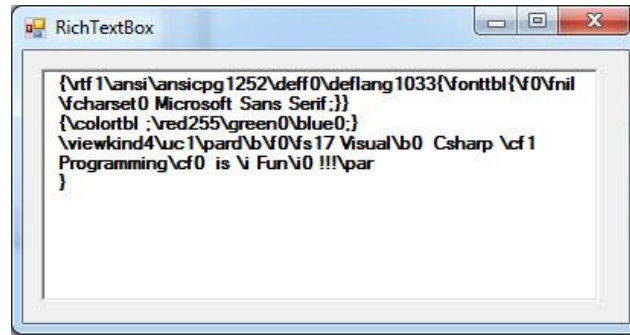 RichTextBox
{\rtf1\ansi\ansicpg1252\deff0\deflang1033{\fonttbl{\f0\fnil
\fcharset0 Microsoft Sans Serif;}}
{\colortbl ;\red255\green0\blue0;}
\viewkind4\uc1\pard\b\f0\fs17 Visual\b0  Csharp \cf1
Programming\cf0  is \i Fun\i0 !!!\par
}